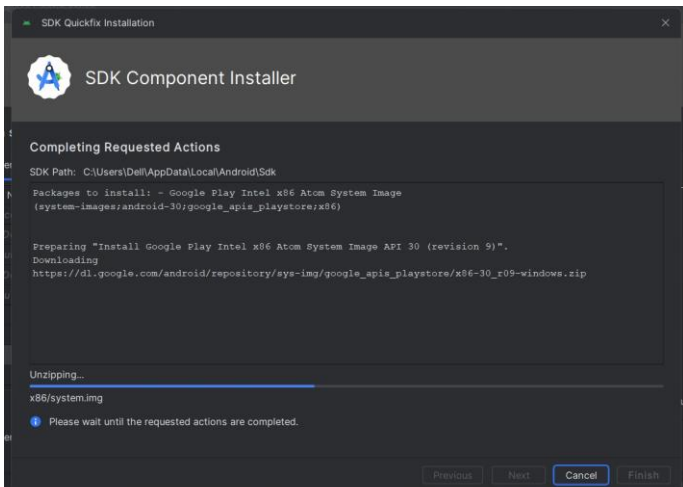 SDK Quickfix Installation
SDK Component Installer
Completing Requested Actions
SDK Path: C:\Users\Dell\AppData\Local\Android\Sdk
Packages to install: - Google Play Intel x86 Atom System Image
(system-images;android-30;google_apis_playstore;x86)
Preparing "Install Google Play Intel x86 Atom System Image API 30 (revision 9)".
Downloading
https://dl.google.com/android/repository/sys-img/google_apis_playstore/x86-30_r09-windows.zip
Unzipping...
x86/system.img
Please wait until the requested actions are completed.
Previous Next Cancel Finish